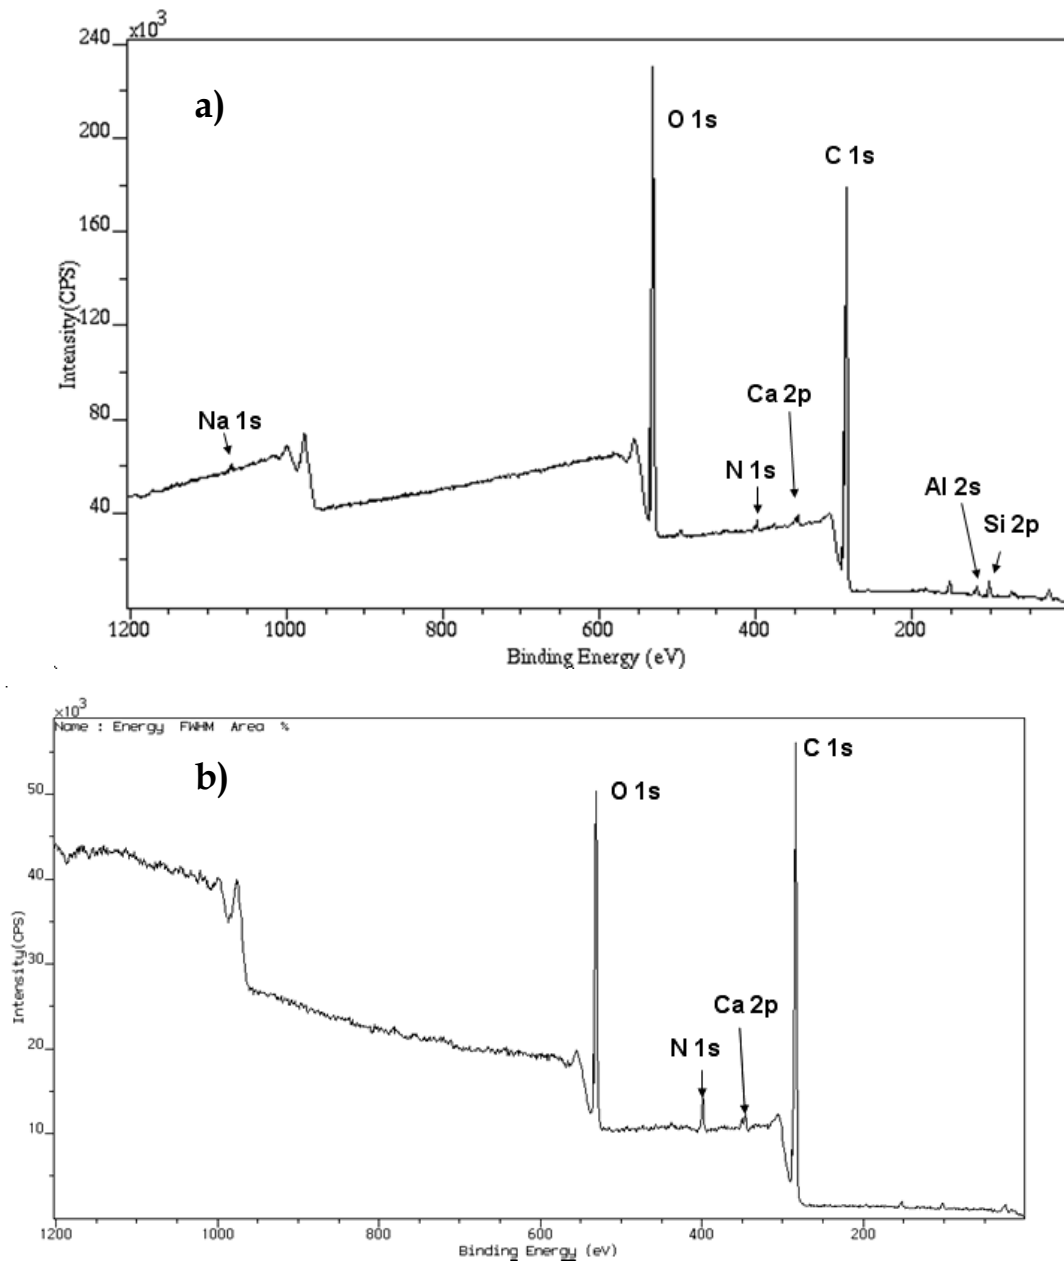 x10³
240
a)
O 1s
200
C 1s
160
Intensity(CPS)
120
Ca 2p
80
Na 1s
N 1s
Al 2s
40
Si 2p
1200 1000 800 600 400 200
Binding Energy (eV)
x10³
Name : Energy FWHM Area %
b)
C 1s
50
O 1s
40
Intensity(CPS)
30
Ca 2p
20
N 1s
10
1200 1000 800 600 400 200
Binding Energy (eV)